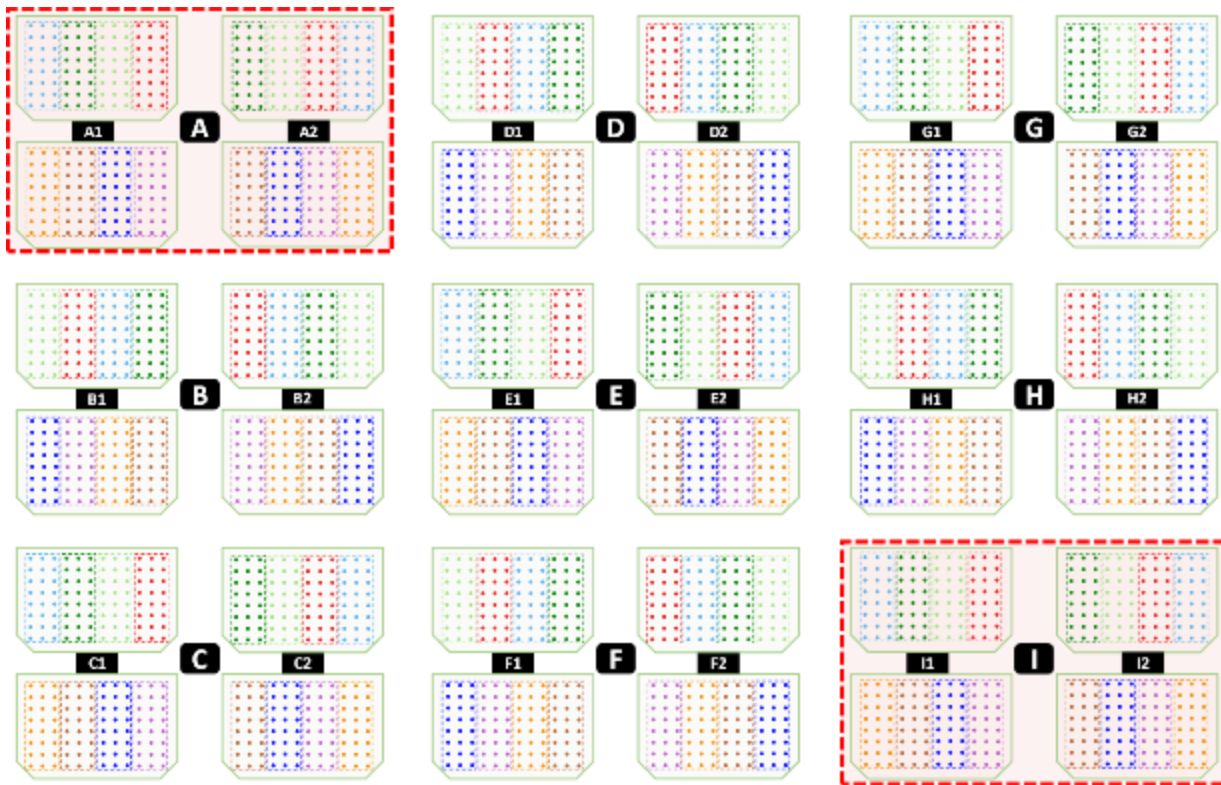 A1 A A2
D1 D D2
G1 G G2
B1 B B2
E1 E E2
H1 H H2
C1 C C2
F1 F F2
I1 I I2